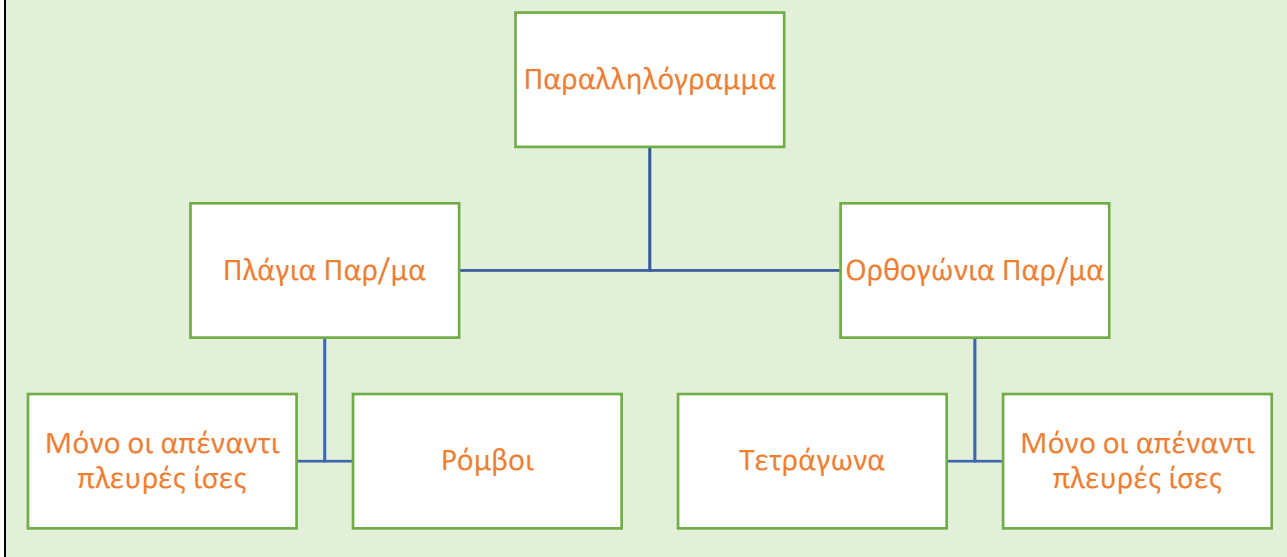 Παραλληλόγραμμα
Πλάγια Παρ/μα
Ορθογώνια Παρ/μα
Μόνο οι απέναντι
πλευρές ίσες
Ρόμβοι
Τετράγωνα
Μόνο οι απέναντι
πλευρές ίσες